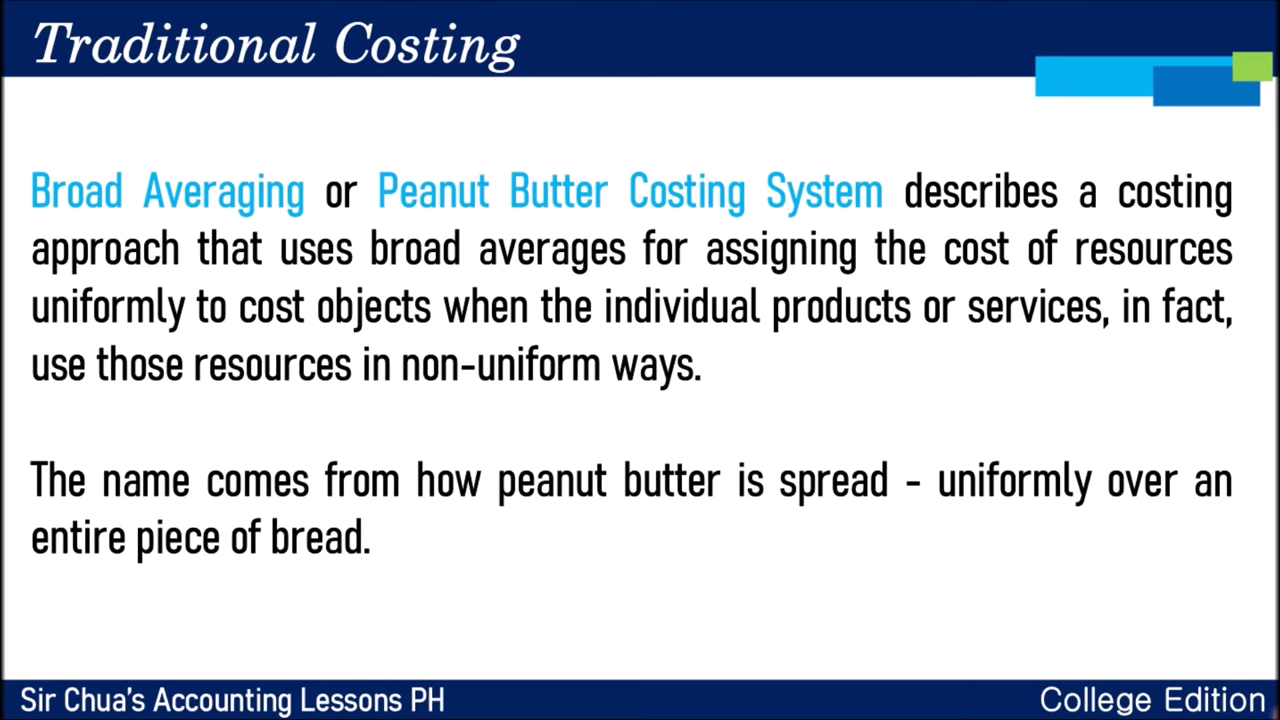 Traditional Costing
Broad Averaging or Peanut Butter Costing System describes a costing
approach that uses broad averages for assigning the cost of resources
uniformly to cost objects when the individual products or services, in fact,
use those resources in non-uniform ways.
The name comes from how peanut butter is spread - uniformly over an
entire piece of bread.
Sir Chua's Accounting Lessons PH
College Edition